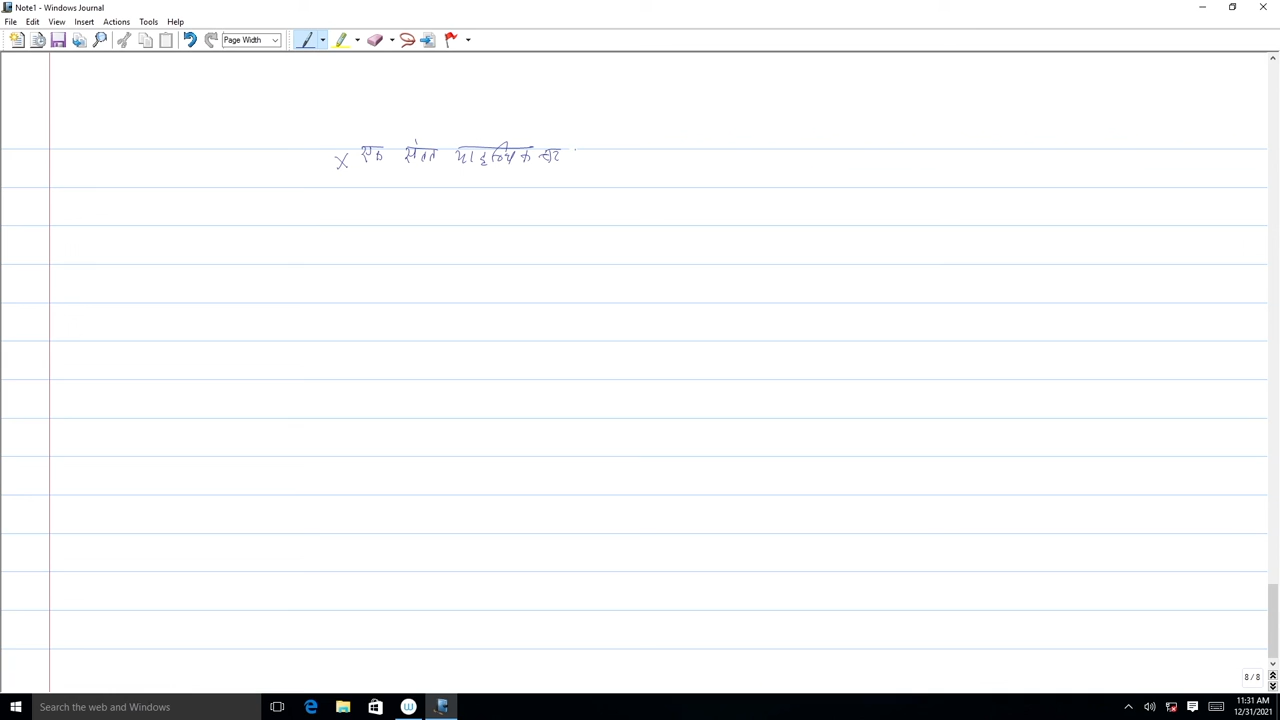 Note1 - Windows Journal
File Edit View Insert Actions Tools Help
Page Width
X एक संतत यादृच्छिक चर
8 / 8
Search the web and Windows
11:31 AM
12/31/2021